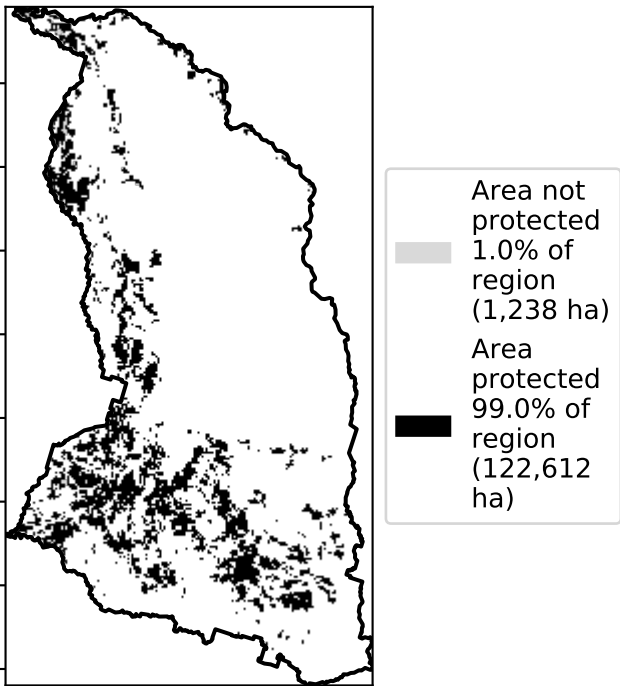 Area not
protected
1.0% of
region
(1,238 ha)
Area
protected
99.0% of
region
(122,612
ha)